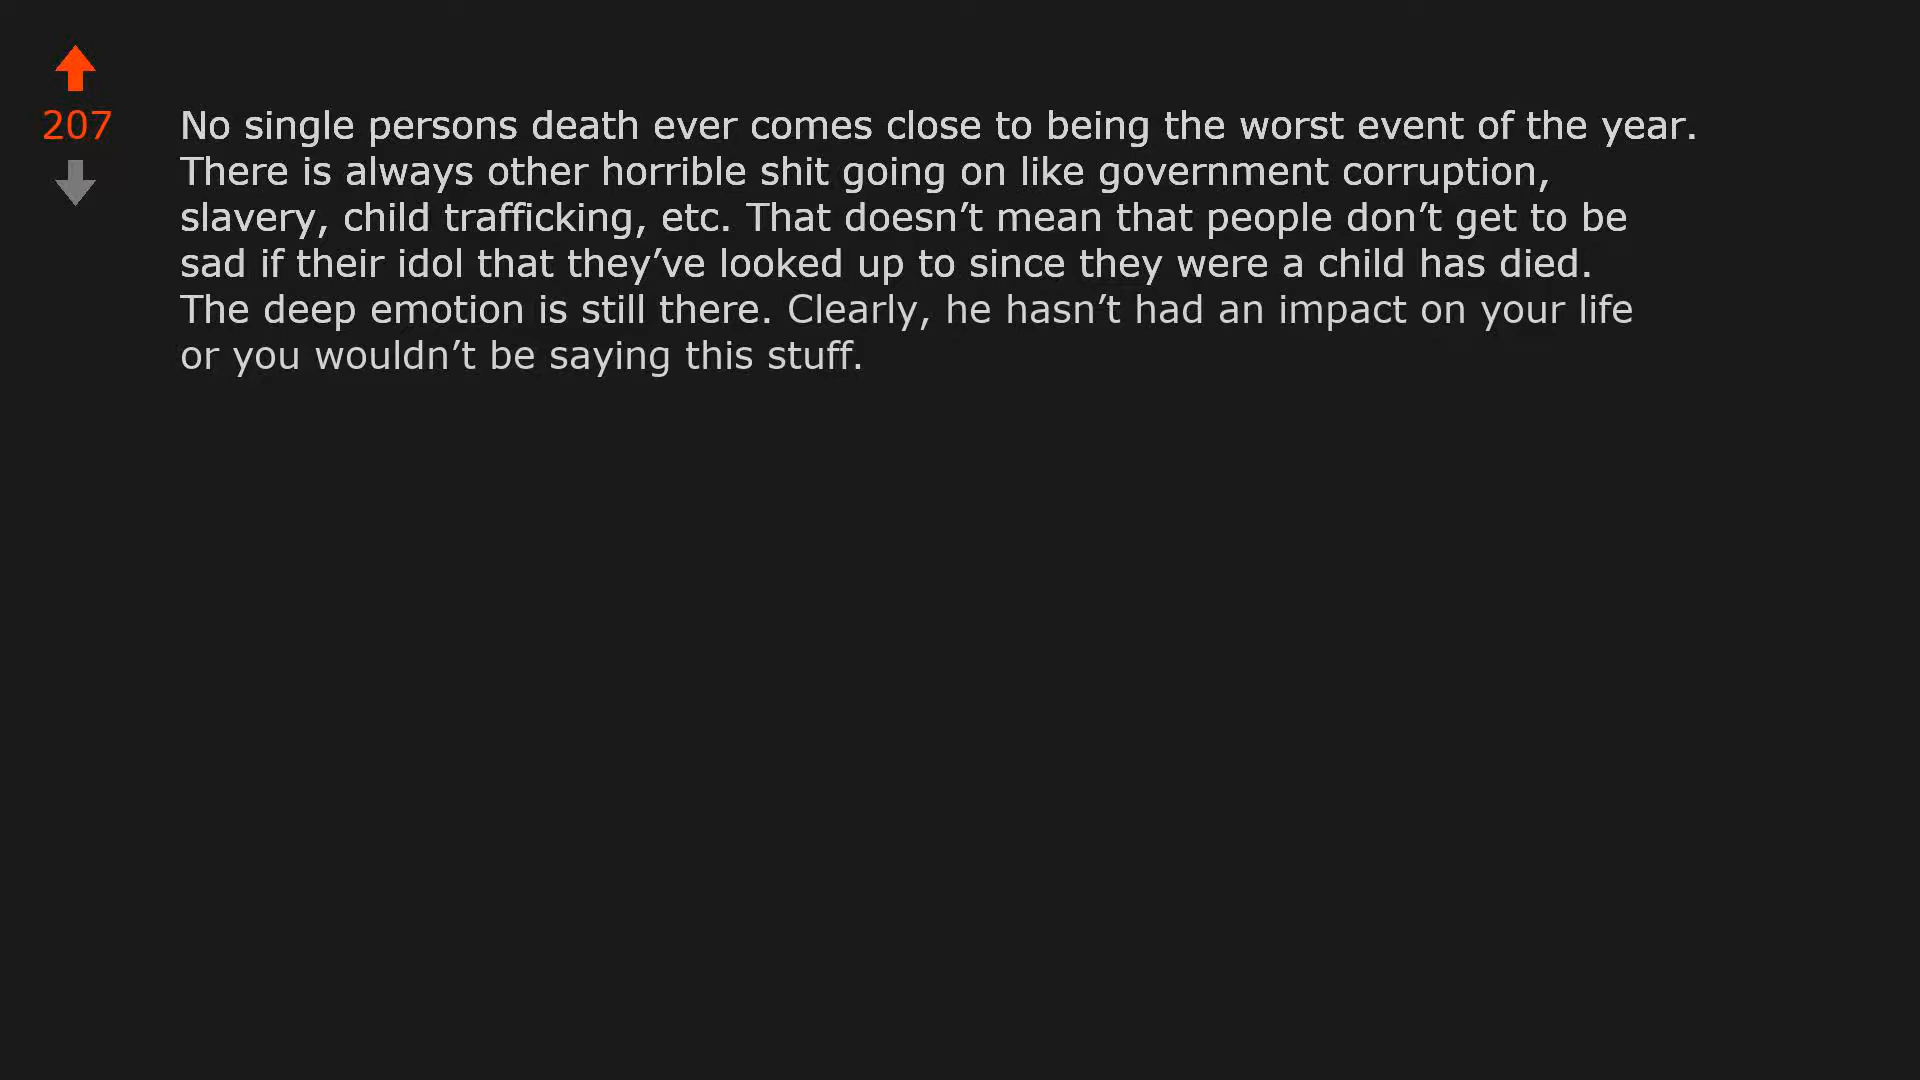 207
No single persons death ever comes close to being the worst event of the year.
There is always other horrible shit going on like government corruption,
slavery, child trafficking, etc. That doesn’t mean that people don’t get to be
sad if their idol that they’ve looked up to since they were a child has died.
The deep emotion is still there. Clearly, he hasn’t had an impact on your life
or you wouldn’t be saying this stuff.